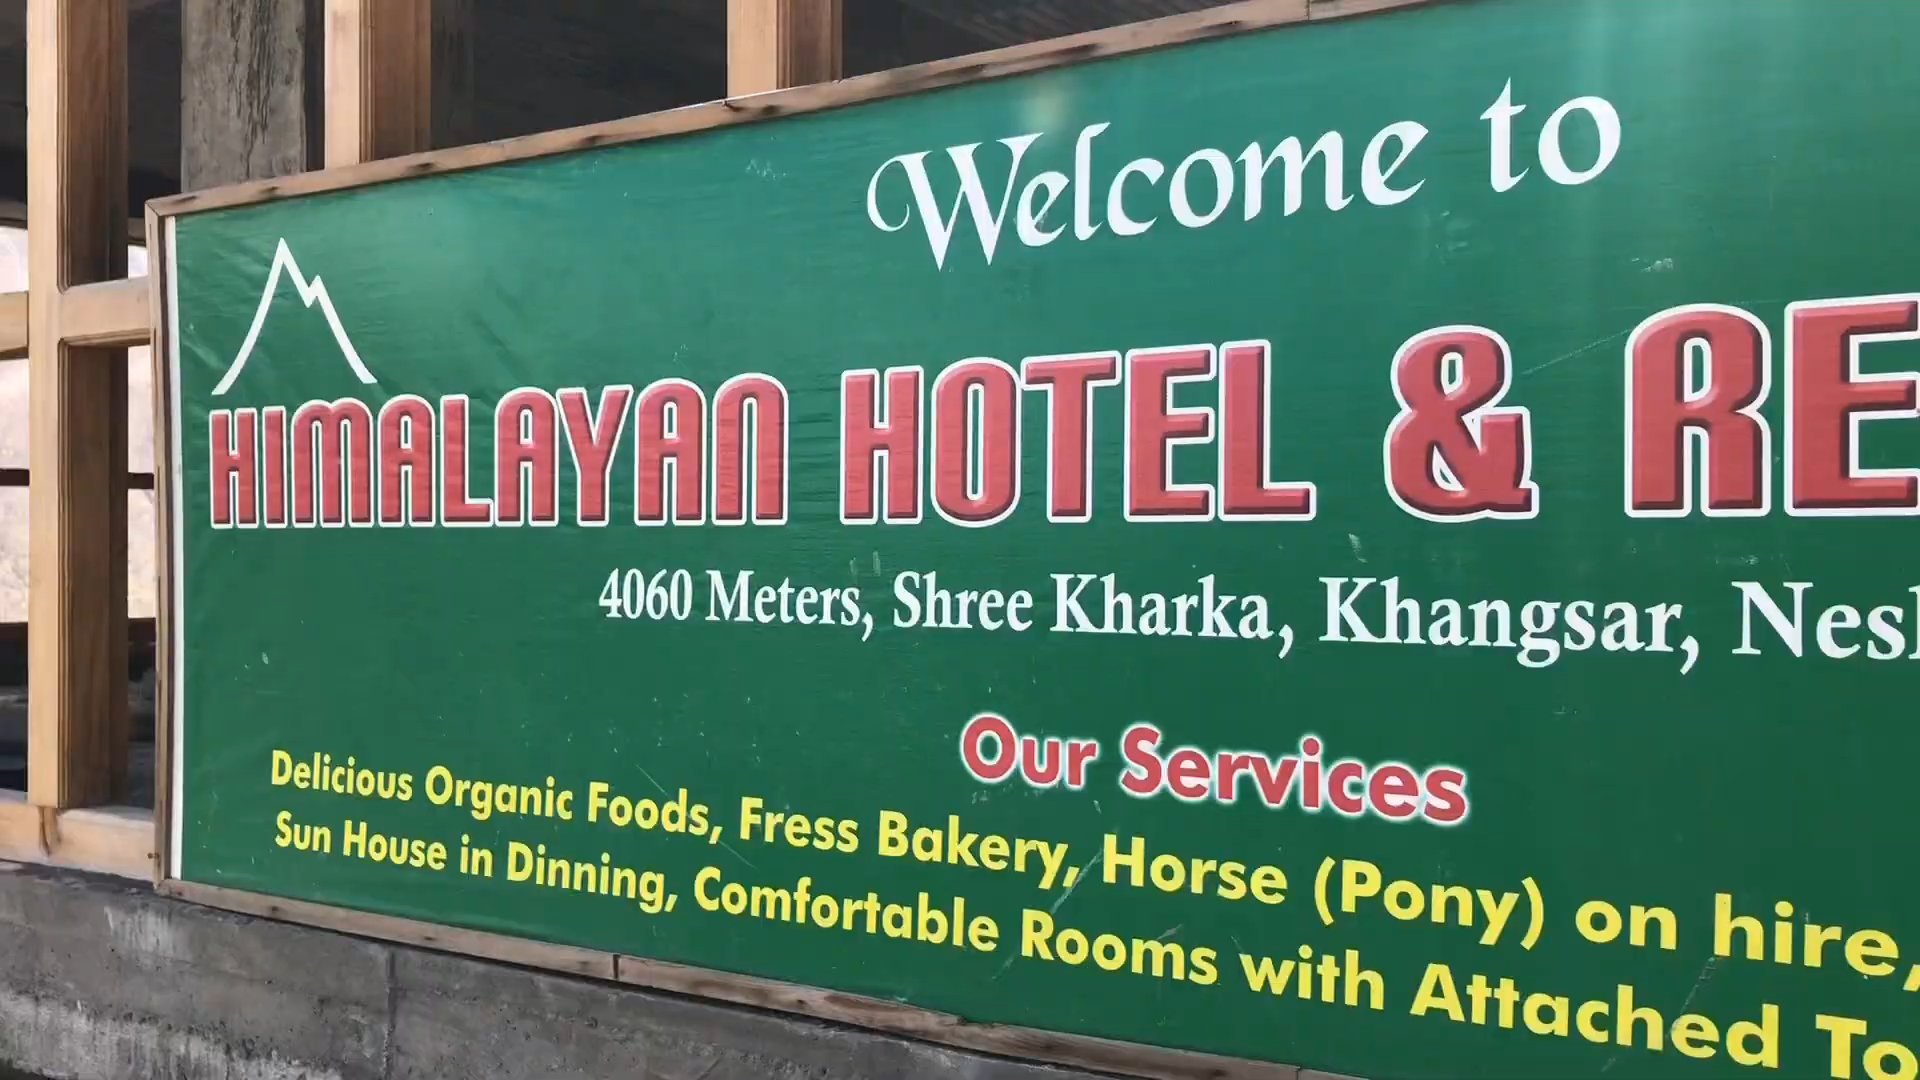 Welcome to
HIMALAYAN HOTEL &
4060 Meters, Shree Kharka, Khangsar,
Our Services
Delicious Organic Foods, Fress Bakery, Horse (Pony) on hire,
Sun House in Dinning, Comfortable Rooms with Attached